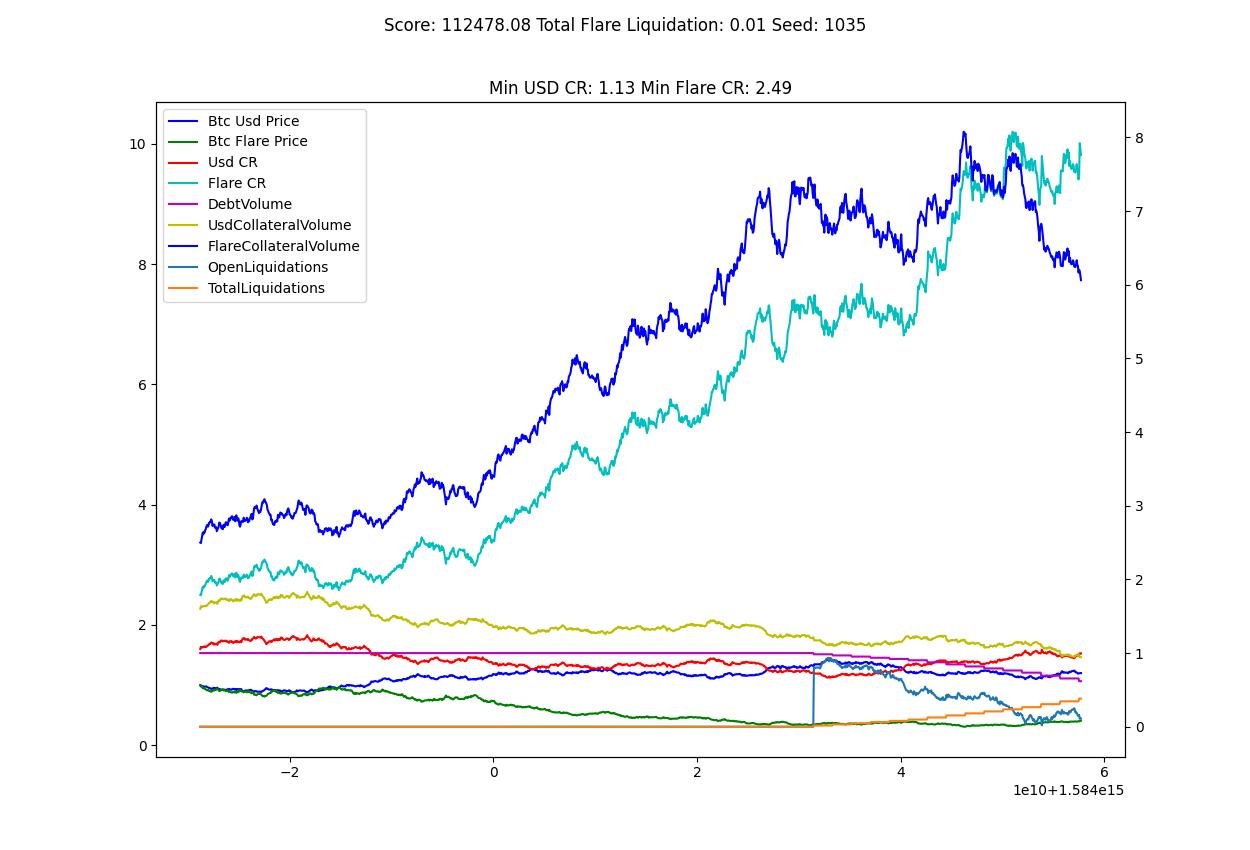 Score: 112478.08 Total Flare Liquidation: 0.01 Seed: 1035
Min USD CR: 1.13 Min Flare CR: 2.49
Btc Usd Price
Btc Flare Price
Usd CR
Flare CR
DebtVolume
UsdCollateralVolume
FlareCollateralVolume
OpenLiquidations
TotalLiquidations
10
8
6
4
2
0
8
7
6
5
4
3
2
1
0
−2
0
2
4
6
1e10+1.584e15